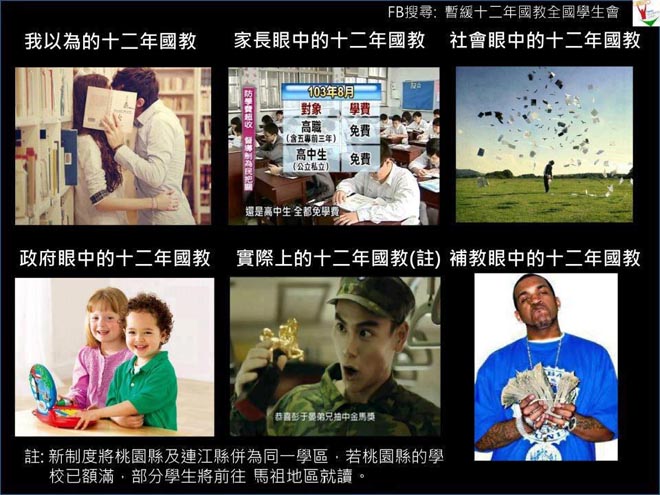 FB搜尋: 暫緩十二年國教全國學生會
我以為的十二年國教
家長眼中的十二年國教
社會眼中的十二年國教
防學費超收 督導制為民把關
103年8月
對象 學費
高職 免費
(含五專前三年)
高中生 免費
(公立私立)
還是高中生 全都免學費
政府眼中的十二年國教
實際上的十二年國教(註)
補教眼中的十二年國教
恭喜彭于晏弟兄抽中金馬獎
註: 新制度將桃園縣及連江縣併為同一學區，若桃園縣的學
校已額滿，部分學生將前往 馬祖地區就讀。